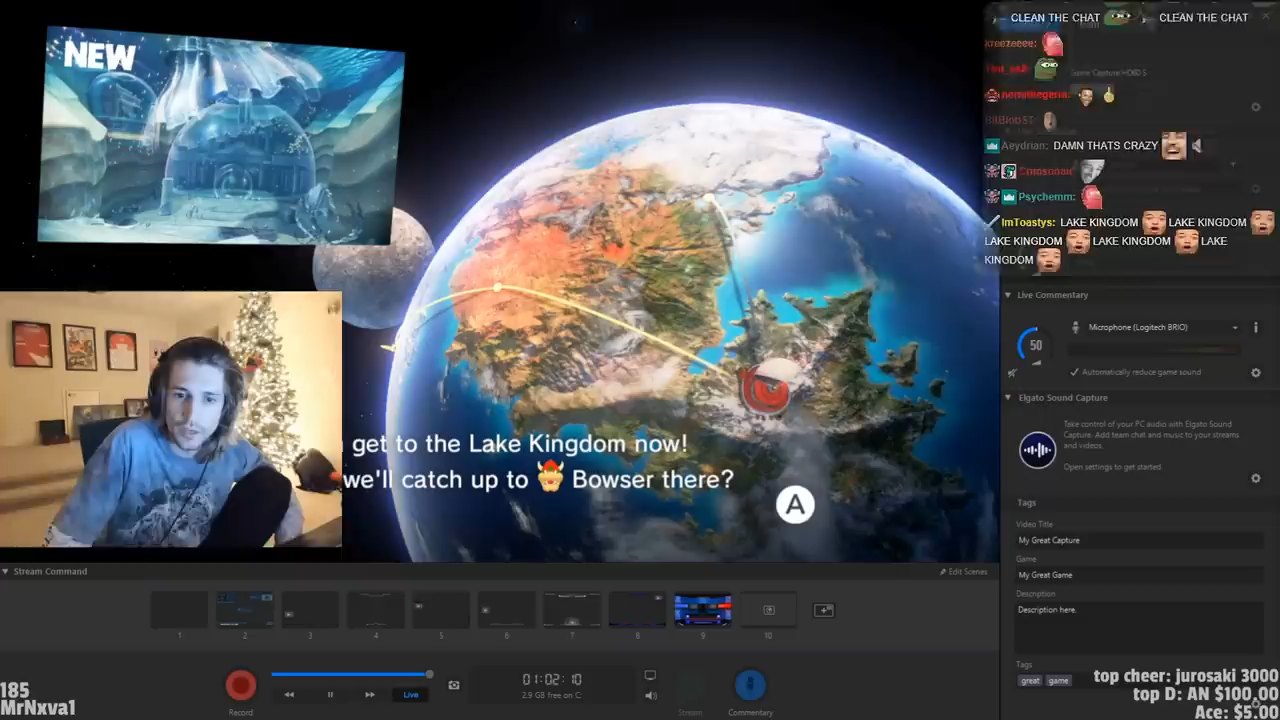 NEW
get to the Lake Kingdom now!
we'll catch up to Bowser there?
A
CLEAN THE CHAT CLEAN THE CHAT
Game Capture HD60 S
Aeydrian: DAMN THATS CRAZY
Psychemm:
ImToastys: LAKE KINGDOM LAKE KINGDOM
LAKE KINGDOM LAKE KINGDOM LAKE
KINGDOM
Live Commentary
50
Microphone (Logitech BRIO)
Automatically reduce game sound
Elgato Sound Capture
Take control of your PC audio with Elgato Sound
Capture. Add team chat and music to your streams
and videos.
Open settings to get started.
Tags
Video Title
My Great Capture
Game
My Great Game
Description
Description here.
Tags
great game
Stream Command
Edit Scenes
1 2 3 4 5 6 7 8 9 10
Record
Live
01:02:10
2.9 GB free on C:
Stream
Commentary
185
MrNxva1
top cheer: jurosaki 3000
top D: AN $100.00
Ace: $5.00